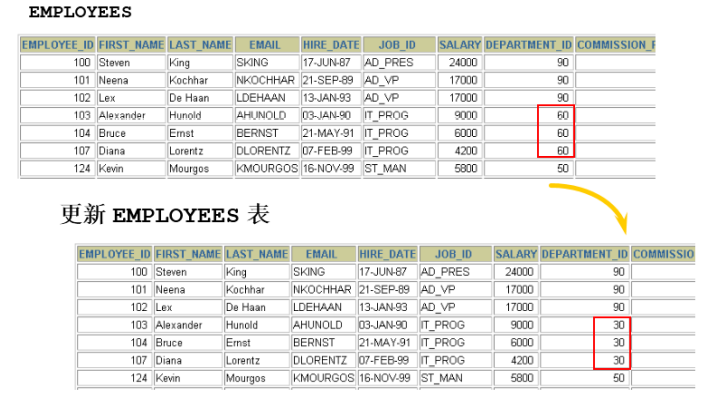 EMPLOYEES
EMPLOYEE_ID FIRST_NAME LAST_NAME EMAIL HIRE_DATE JOB_ID SALARY DEPARTMENT_ID COMMISSION_P
100 Steven King SKING 17-JUN-87 AD_PRES 24000 90
101 Neena Kochhar NKOCHHAR 21-SEP-89 AD_VP 17000 90
102 Lex De Haan LDEHAAN 13-JAN-93 AD_VP 17000 90
103 Alexander Hunold AHUNOLD 03-JAN-90 IT_PROG 9000 60
104 Bruce Ernst BERNST 21-MAY-91 IT_PROG 6000 60
107 Diana Lorentz DLORENTZ 07-FEB-99 IT_PROG 4200 60
124 Kevin Mourgos KMOURGOS 16-NOV-99 ST_MAN 5800 50
更新 EMPLOYEES 表
EMPLOYEE_ID FIRST_NAME LAST_NAME EMAIL HIRE_DATE JOB_ID SALARY DEPARTMENT_ID COMMISSIO
100 Steven King SKING 17-JUN-87 AD_PRES 24000 90
101 Neena Kochhar NKOCHHAR 21-SEP-89 AD_VP 17000 90
102 Lex De Haan LDEHAAN 13-JAN-93 AD_VP 17000 90
103 Alexander Hunold AHUNOLD 03-JAN-90 IT_PROG 9000 30
104 Bruce Ernst BERNST 21-MAY-91 IT_PROG 6000 30
107 Diana Lorentz DLORENTZ 07-FEB-99 IT_PROG 4200 30
124 Kevin Mourgos KMOURGOS 16-NOV-99 ST_MAN 5800 50